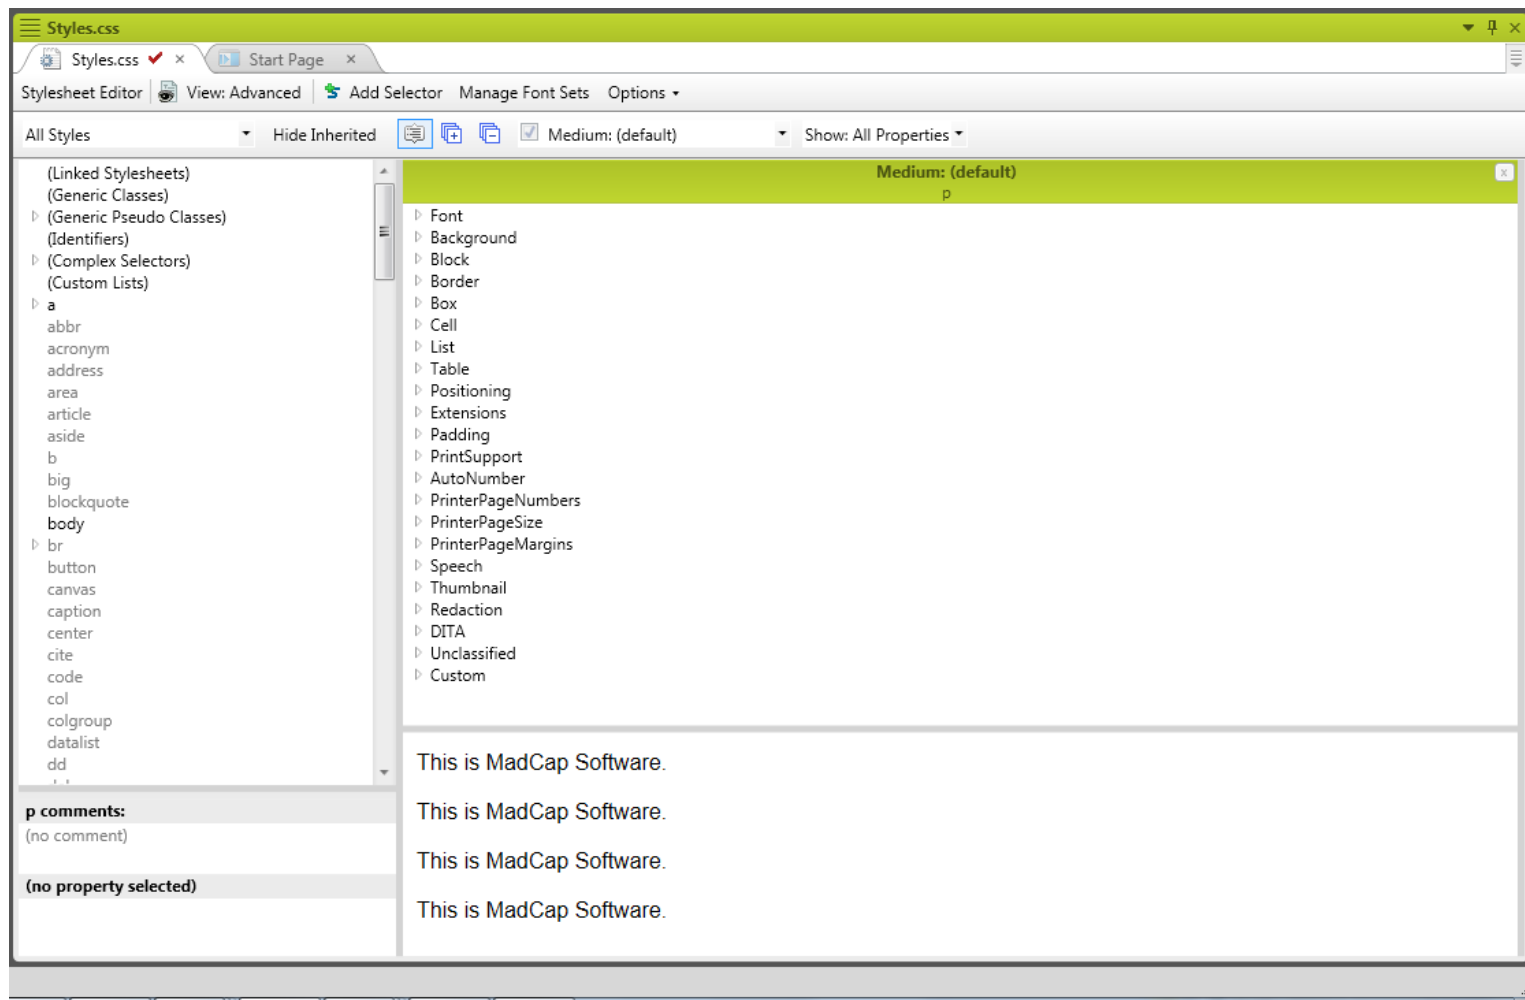 Styles.css
Styles.css
Start Page
Stylesheet Editor View: Advanced Add Selector Manage Font Sets Options
All Styles Hide Inherited Medium: (default) Show: All Properties
(Linked Stylesheets)
(Generic Classes)
(Generic Pseudo Classes)
(Identifiers)
(Complex Selectors)
(Custom Lists)
a
abbr
acronym
address
area
article
aside
b
big
blockquote
body
br
button
canvas
caption
center
cite
code
col
colgroup
datalist
dd
p comments:
(no comment)
(no property selected)
Medium: (default)
p
Font
Background
Block
Border
Box
Cell
List
Table
Positioning
Extensions
Padding
PrintSupport
AutoNumber
PrinterPageNumbers
PrinterPageSize
PrinterPageMargins
Speech
Thumbnail
Redaction
DITA
Unclassified
Custom
This is MadCap Software.
This is MadCap Software.
This is MadCap Software.
This is MadCap Software.